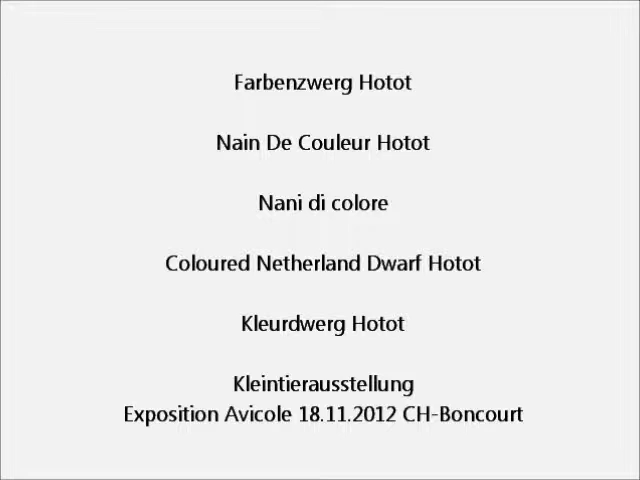 Farbenzwerg Hotot
Nain De Couleur Hotot
Nani di colore
Coloured Netherland Dwarf Hotot
Kleurdwerg Hotot
Kleintierausstellung
Exposition Avicole 18.11.2012 CH-Boncourt